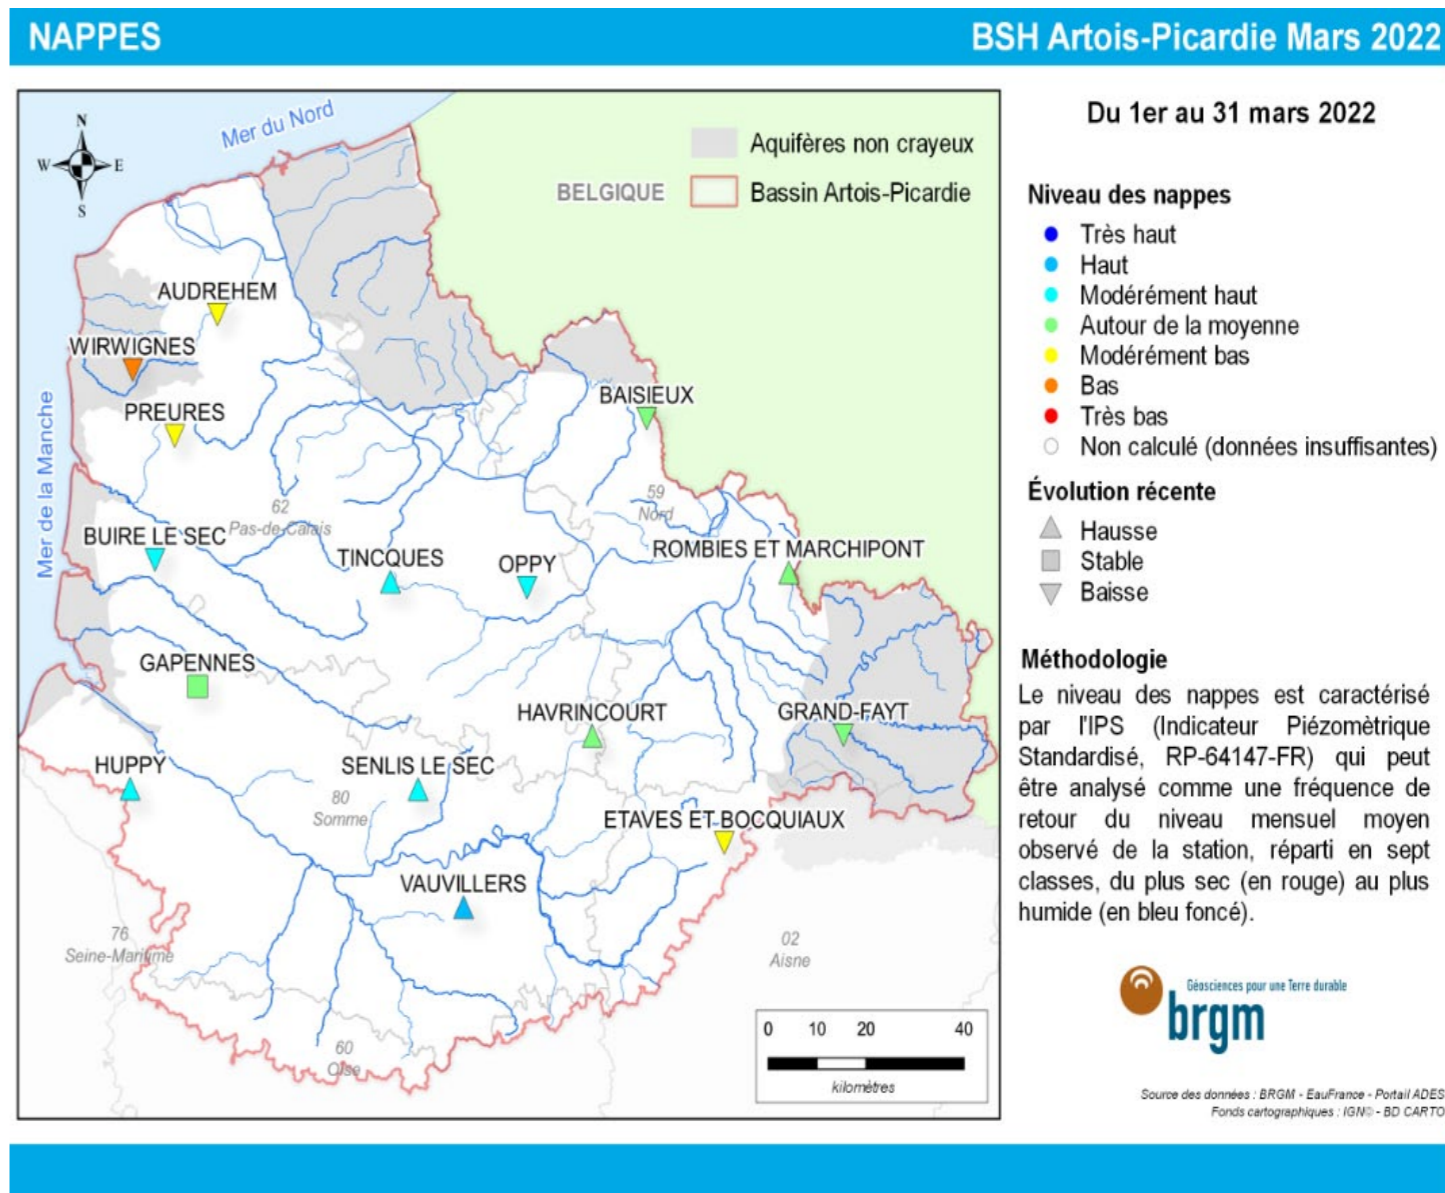 NAPPES
BSH Artois-Picardie Mars 2022
N
W
E
S
Mer du Nord
Aquifères non crayeux
BELGIQUE
Bassin Artois-Picardie
Mer de la Manche
AUDREHEM
WIRWIGNES
PREURES
BAISIEUX
62
Pas-de-Calais
59
Nord
BUIRE LE SEC
TINCQUES
OPPY
ROMBIES ET MARCHIPONT
GAPENNES
HAVRINCOURT
GRAND-FAYT
HUPPY
SENLIS LE SEC
80
Somme
ETAVES ET BOCQUIAUX
VAUVILLERS
76
Seine-Maritime
02
Aisne
60
Oise
0 10 20 40
kilomètres
Du 1er au 31 mars 2022
Niveau des nappes
Très haut
Haut
Modérément haut
Autour de la moyenne
Modérément bas
Bas
Très bas
Non calculé (données insuffisantes)
Évolution récente
Hausse
Stable
Baisse
Méthodologie
Le niveau des nappes est caractérisé
par l'IPS (Indicateur Piézomètrique
Standardisé, RP-64147-FR) qui peut
être analysé comme une fréquence de
retour du niveau mensuel moyen
observé de la station, réparti en sept
classes, du plus sec (en rouge) au plus
humide (en bleu foncé).
Géosciences pour une Terre durable
brgm
Source des données : BRGM - EauFrance - Portail ADES
Fonds cartographiques : IGN© - BD CARTO